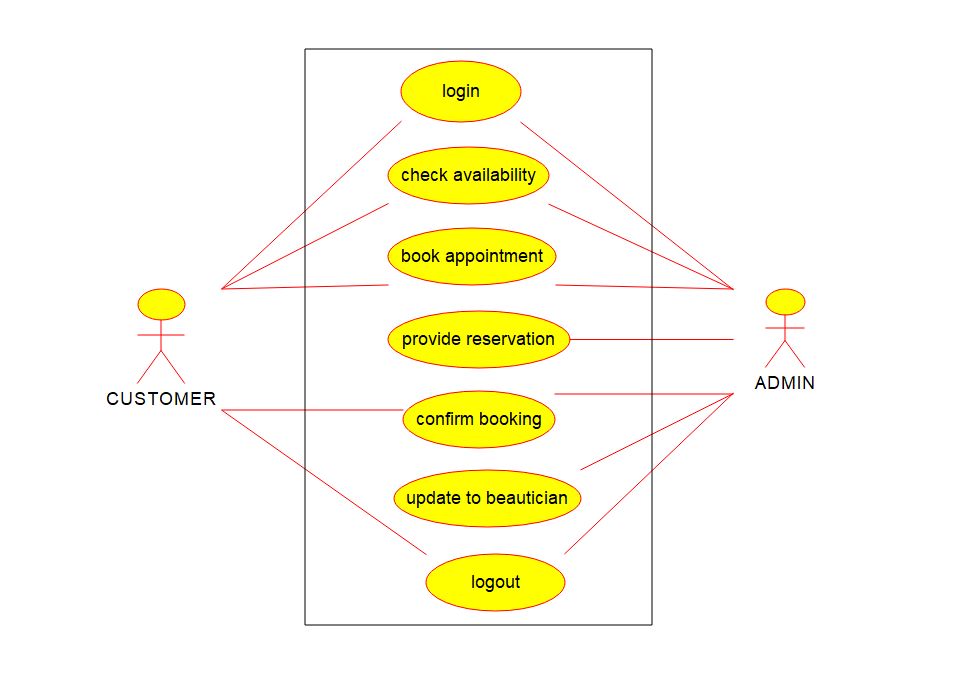 login
check availability
book appointment
provide reservation
ADMIN
CUSTOMER
confirm booking
update to beautician
logout